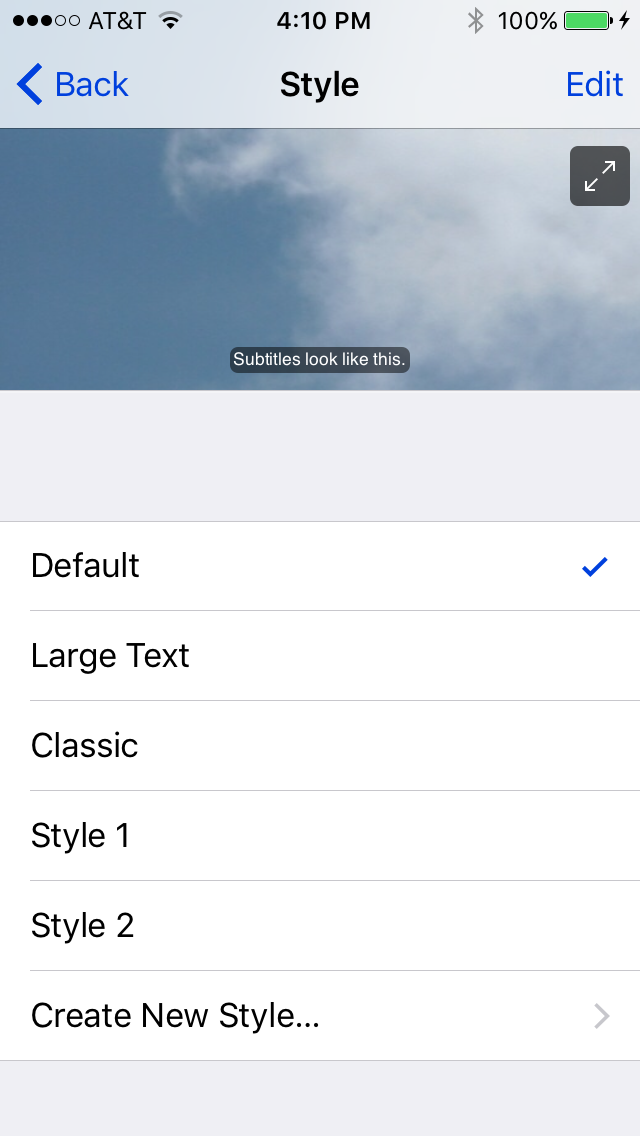 AT&T 4:10 PM 100%
Back Style Edit
Subtitles look like this.
Default
Large Text
Classic
Style 1
Style 2
Create New Style...